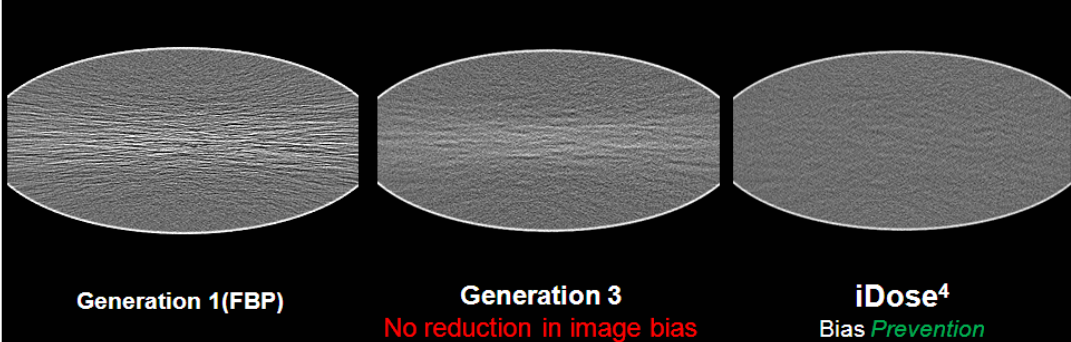 Generation 1(FBP)
Generation 3
No reduction in image bias
iDose⁴
Bias Prevention